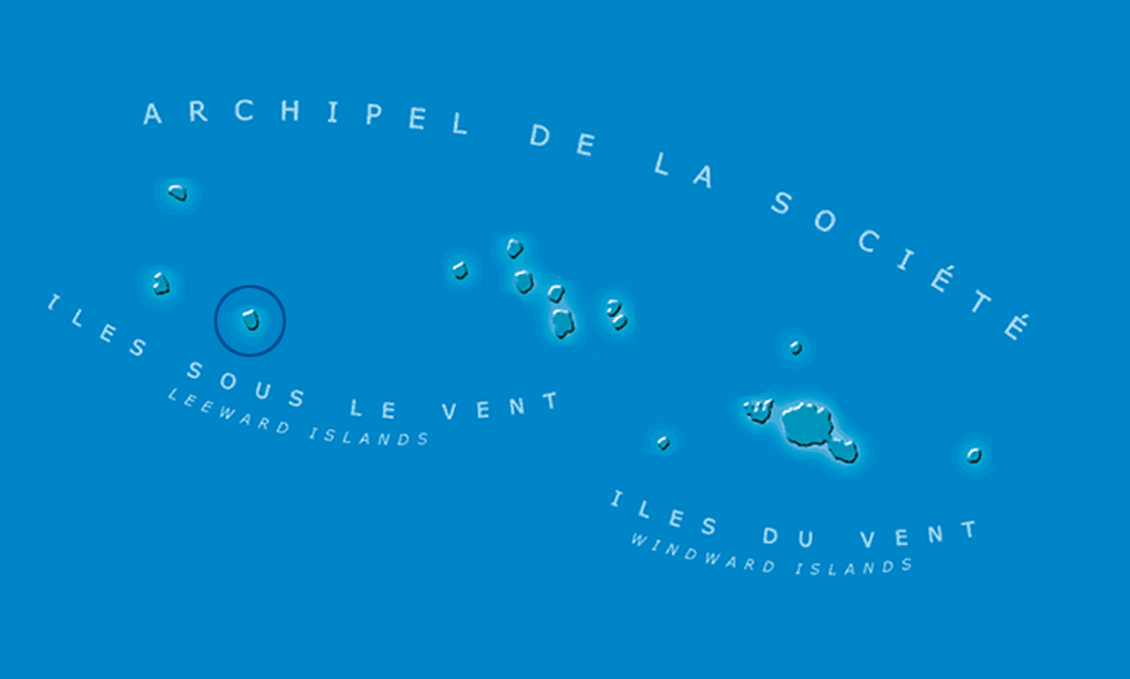 ARCHIPEL DE LA SOCIÉTÉ
ILES SOUS LE VENT
LEEWARD ISLANDS
ILES DU VENT
WINDWARD ISLANDS